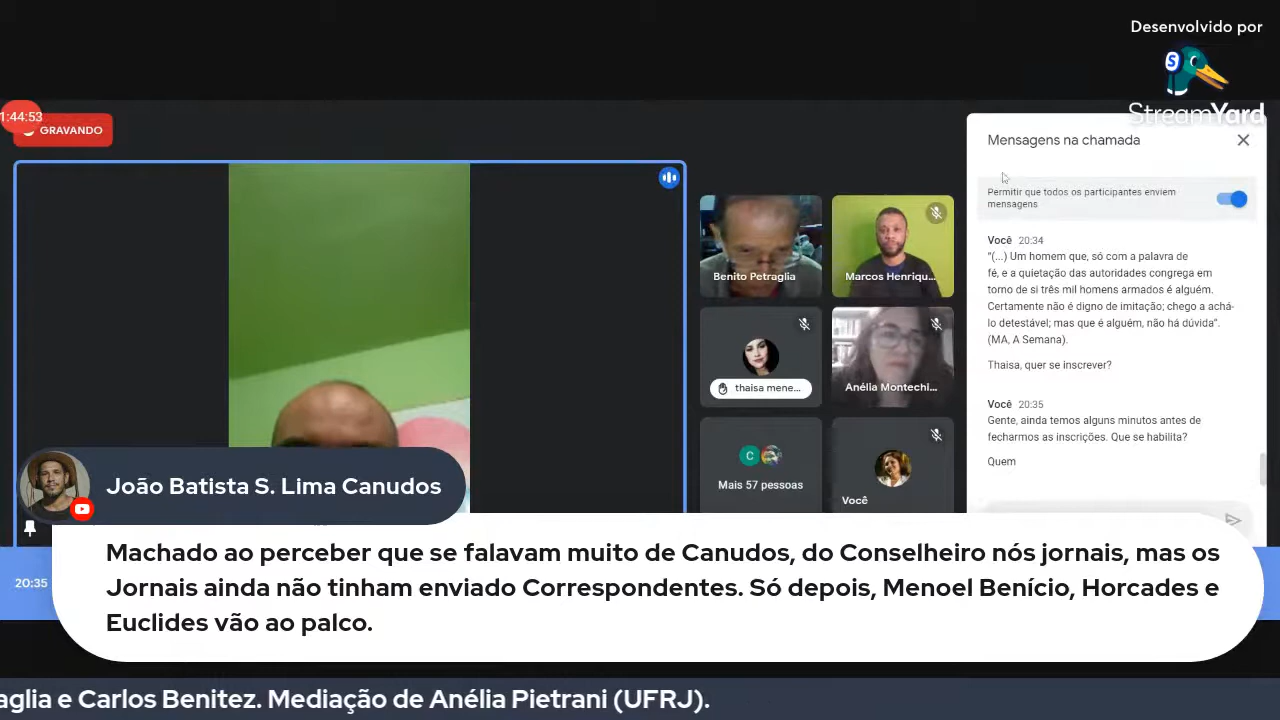 Desenvolvido por
StreamYard
1:44:53
GRAVANDO
Mensagens na chamada
Permitir que todos os participantes enviem
mensagens
Você 20:34
"(...) Um homem que, só com a palavra de
fé, e a quietação das autoridades congrega em
torno de si três mil homens armados é alguém.
Certamente não é digno de imitação; chego a achá-
lo detestável; mas que é alguém, não há dúvida".
(MA, A Semana).
Thaisa, quer se inscrever?
Você 20:35
Gente, ainda temos alguns minutos antes de
fecharmos as inscrições. Que se habilita?
Quem
Benito Petraglia
Marcos Henriqu...
thaisa mene...
Anélia Montechi...
C
Mais 57 pessoas
Você
João Batista S. Lima Canudos
20:35
Machado ao perceber que se falavam muito de Canudos, do Conselheiro nós jornais, mas os
Jornais ainda não tinham enviado Correspondentes. Só depois, Menoel Benício, Horcades e
Euclides vão ao palco.
aglia e Carlos Benitez. Mediação de Anélia Pietrani (UFRJ).